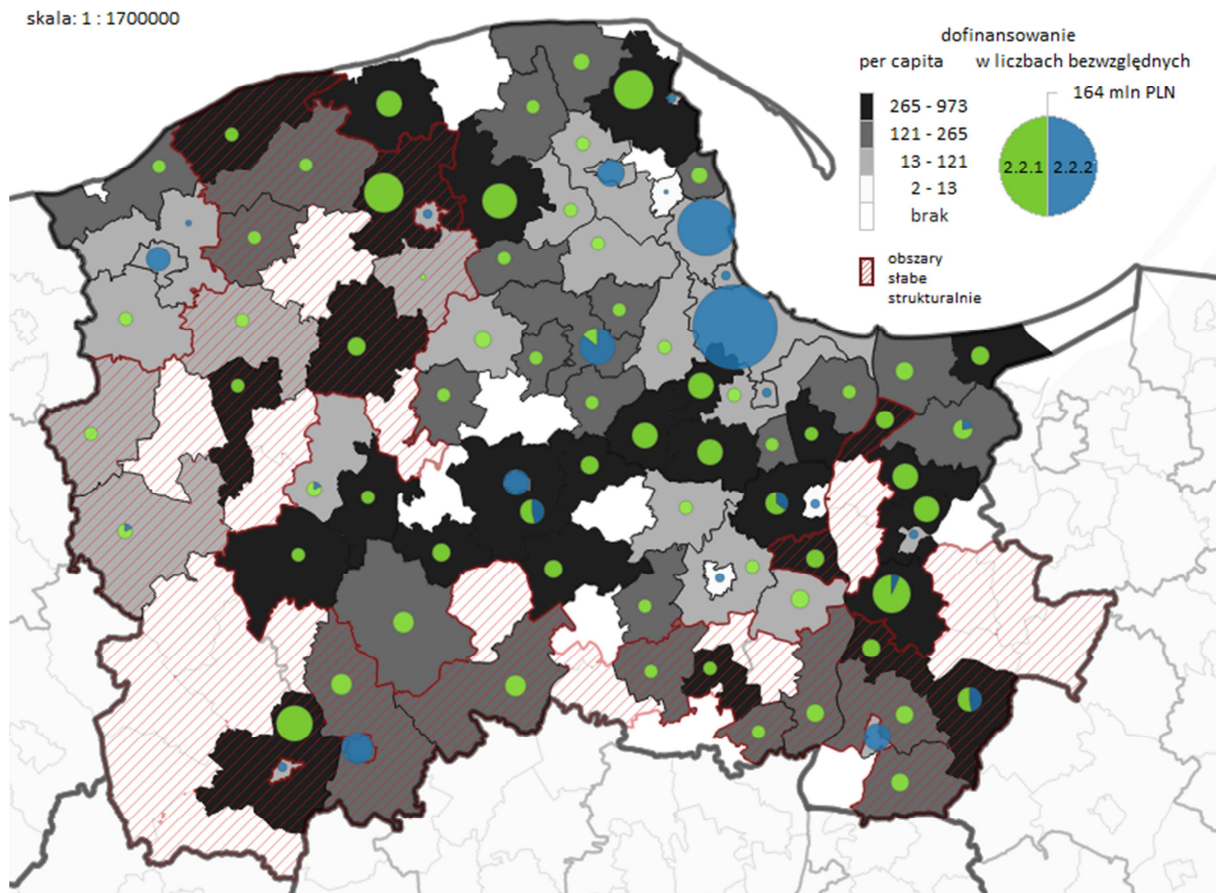 skala: 1 : 1700000
dofinansowanie
per capita w liczbach bezwzględnych
164 mln PLN
265 - 973
121 - 265
13 - 121
2 - 13
brak
2.2.1 2.2.2
obszary
słabe
strukturalnie